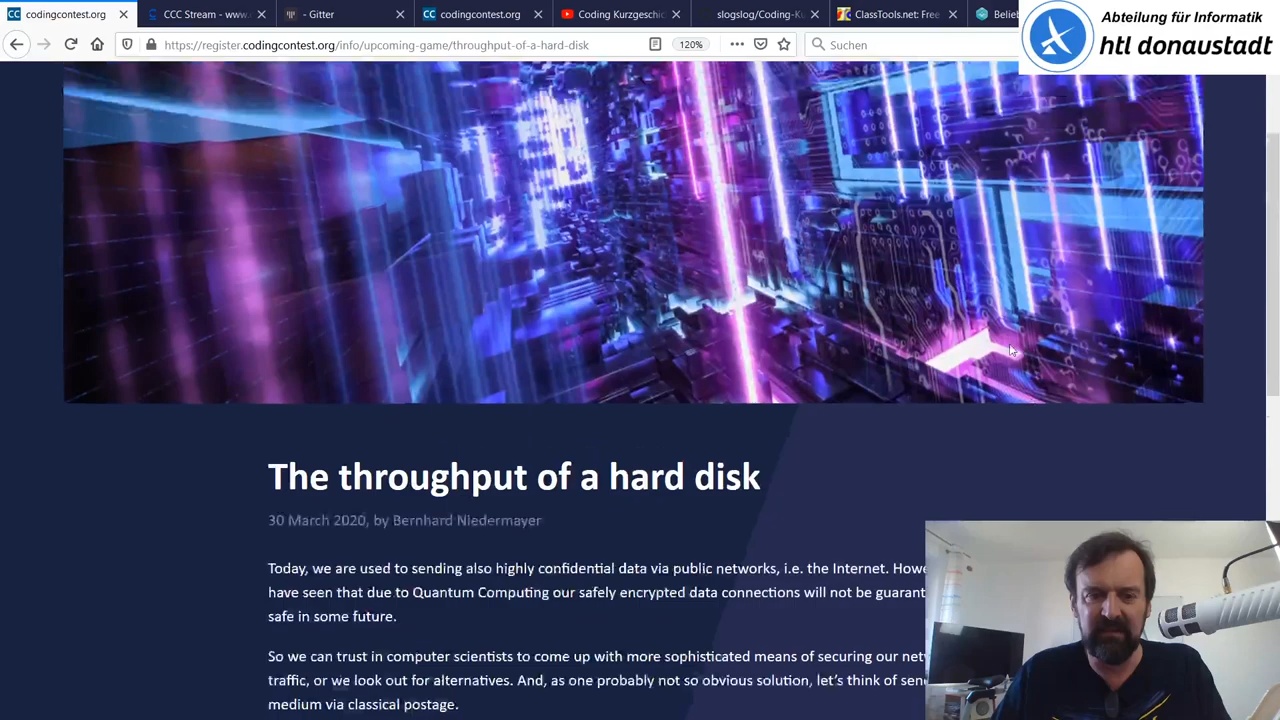 codingcontest.org
CCC Stream - www.
- Gitter
codingcontest.org
Coding Kurzgeschic
slogslog/Coding-Ku
ClassTools.net: Free
Belieb
Abteilung für Informatik
htl donaustadt
https://register.codingcontest.org/info/upcoming-game/throughput-of-a-hard-disk
120%
Suchen
The throughput of a hard disk
30 March 2020, by Bernhard Niedermayer
Today, we are used to sending also highly confidential data via public networks, i.e. the Internet. Howe
have seen that due to Quantum Computing our safely encrypted data connections will not be guarant
safe in some future.
So we can trust in computer scientists to come up with more sophisticated means of securing our net
traffic, or we look out for alternatives. And, as one probably not so obvious solution, let's think of sen
medium via classical postage.